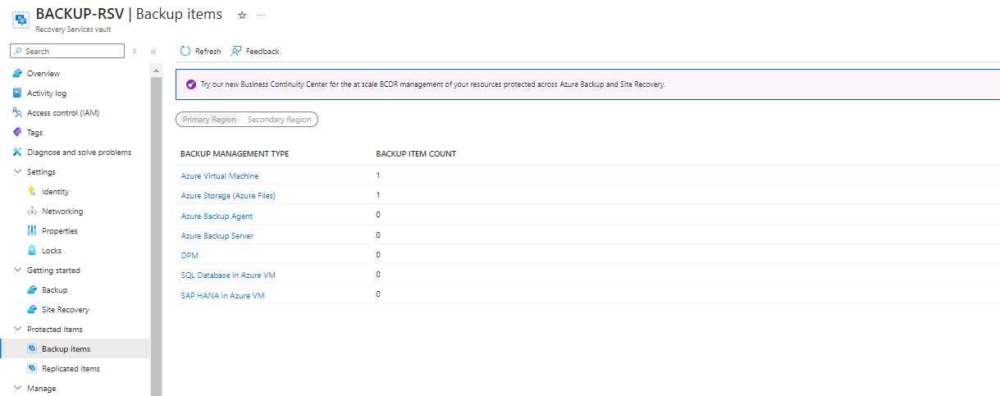 BACKUP-RSV | Backup items
Recovery Services vault
Search
Refresh Feedback
Overview
Activity log
Access control (IAM)
Tags
Diagnose and solve problems
Settings
Identity
Networking
Properties
Locks
Getting started
Backup
Site Recovery
Protected items
Backup items
Replicated items
Manage
Try our new Business Continuity Center for the at scale BCDR management of your resources protected across Azure Backup and Site Recovery.
Primary Region Secondary Region
BACKUP MANAGEMENT TYPE BACKUP ITEM COUNT
Azure Virtual Machine 1
Azure Storage (Azure Files) 1
Azure Backup Agent 0
Azure Backup Server 0
DPM 0
SQL Database in Azure VM 0
SAP HANA in Azure VM 0